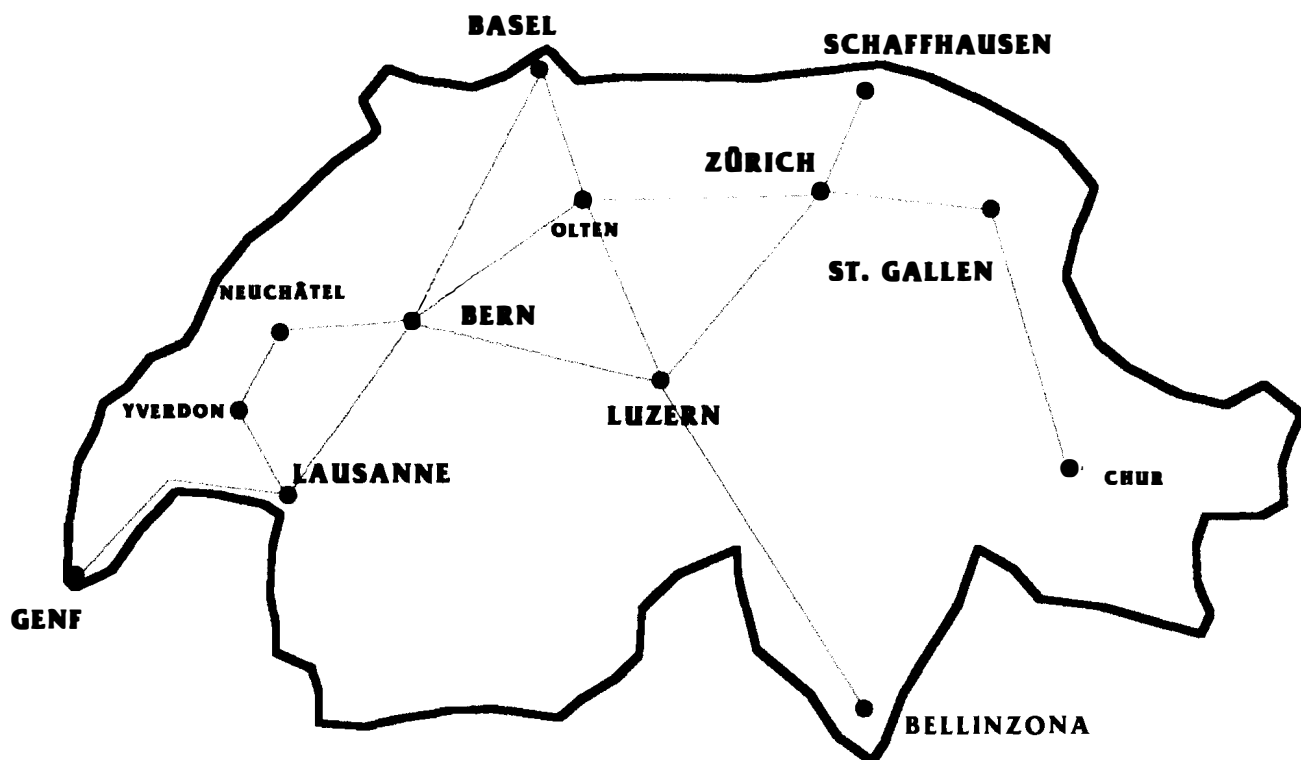 BASEL
SCHAFFHAUSEN
ZÜRICH
OLTEN
ST. GALLEN
NEUCHÂTEL
BERN
YVERDON
LUZERN
LAUSANNE
CHUR
GENF
BELLINZONA